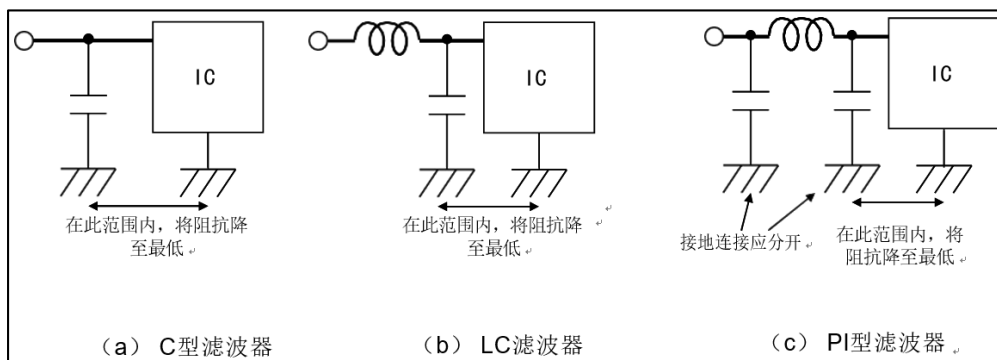 IC
IC
IC
在此范围内，将阻抗降
至最低
在此范围内，将阻抗降
至最低
接地连接应分开
在此范围内，将
阻抗降至最低
（a） C型滤波器
（b） LC滤波器
（c） PI型滤波器